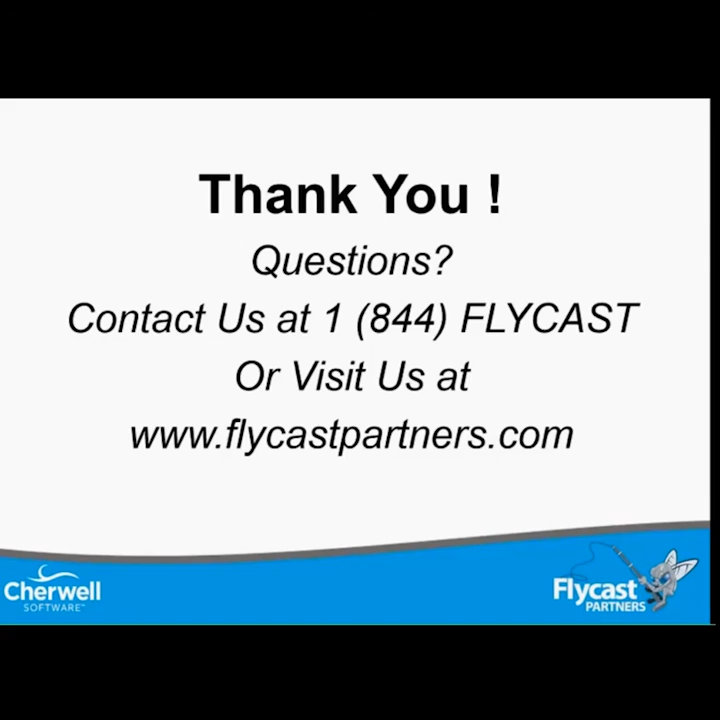 Thank You !
Questions?
Contact Us at 1 (844) FLYCAST
Or Visit Us at
www.flycastpartners.com
Cherwell
SOFTWARE™
Flycast
PARTNERS